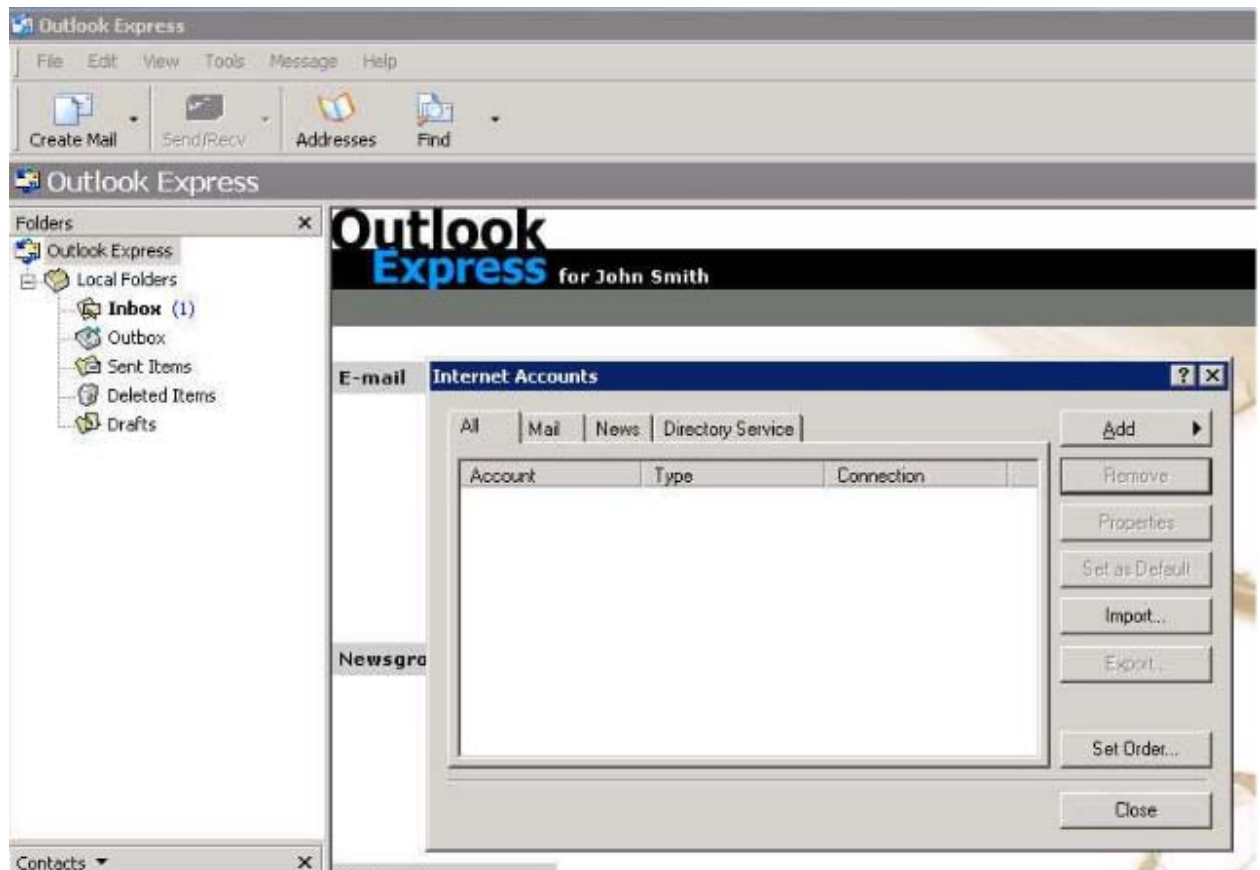 Outlook Express
File Edit View Tools Message Help
Create Mail Send/Recv Addresses Find
Outlook Express
Folders
Outlook Express
Local Folders
Inbox (1)
Outbox
Sent Items
Deleted Items
Drafts
Contacts
Outlook
Express for John Smith
E-mail
Newsgro
Internet Accounts
All Mail News Directory Service
Account Type Connection
Add
Remove
Properties
Set as Default
Import...
Export...
Set Order...
Close